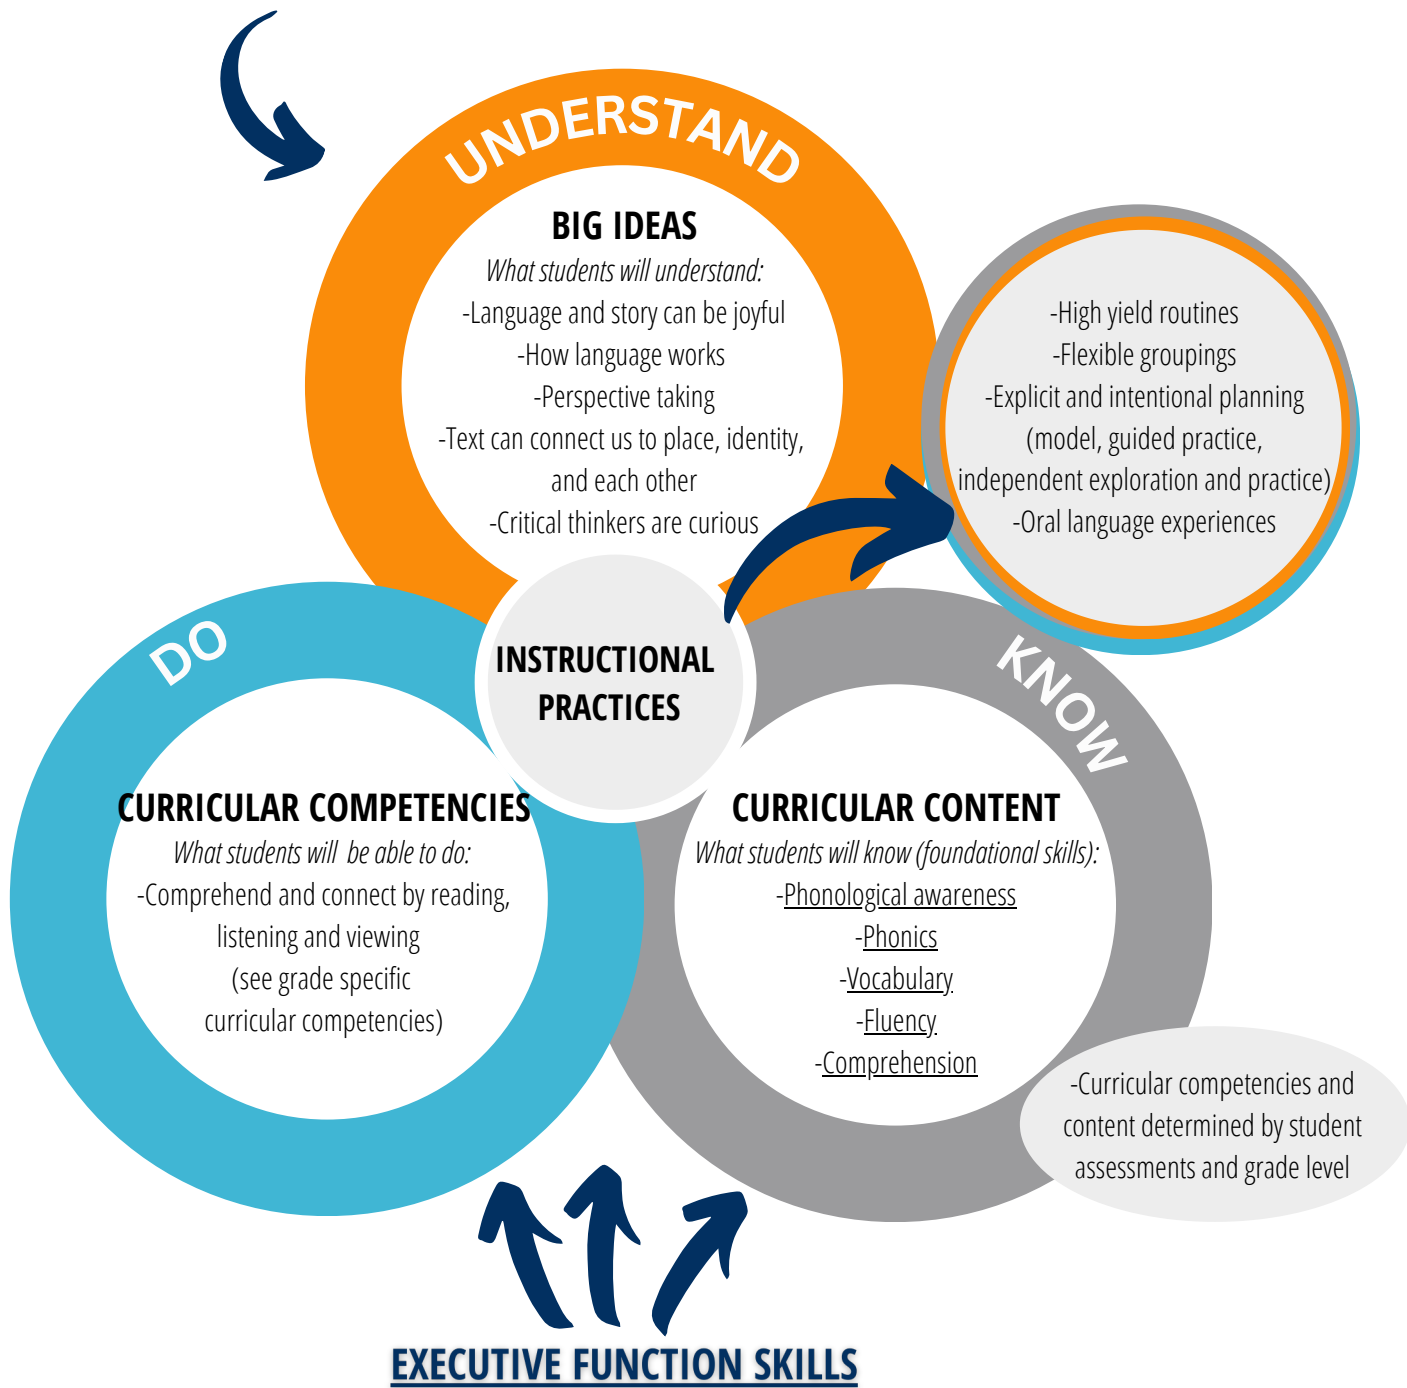 UNDERSTAND
BIG IDEAS
What students will understand:
-Language and story can be joyful
-How language works
-Perspective taking
-Text can connect us to place, identity,
and each other
-Critical thinkers are curious
-High yield routines
-Flexible groupings
-Explicit and intentional planning
(model, guided practice,
independent exploration and practice)
-Oral language experiences
INSTRUCTIONAL
PRACTICES
DO
CURRICULAR COMPETENCIES
What students will be able to do:
-Comprehend and connect by reading,
listening and viewing
(see grade specific
curricular competencies)
KNOW
CURRICULAR CONTENT
What students will know (foundational skills):
-Phonological awareness
-Phonics
-Vocabulary
-Fluency
-Comprehension
-Curricular competencies and
content determined by student
assessments and grade level
EXECUTIVE FUNCTION SKILLS